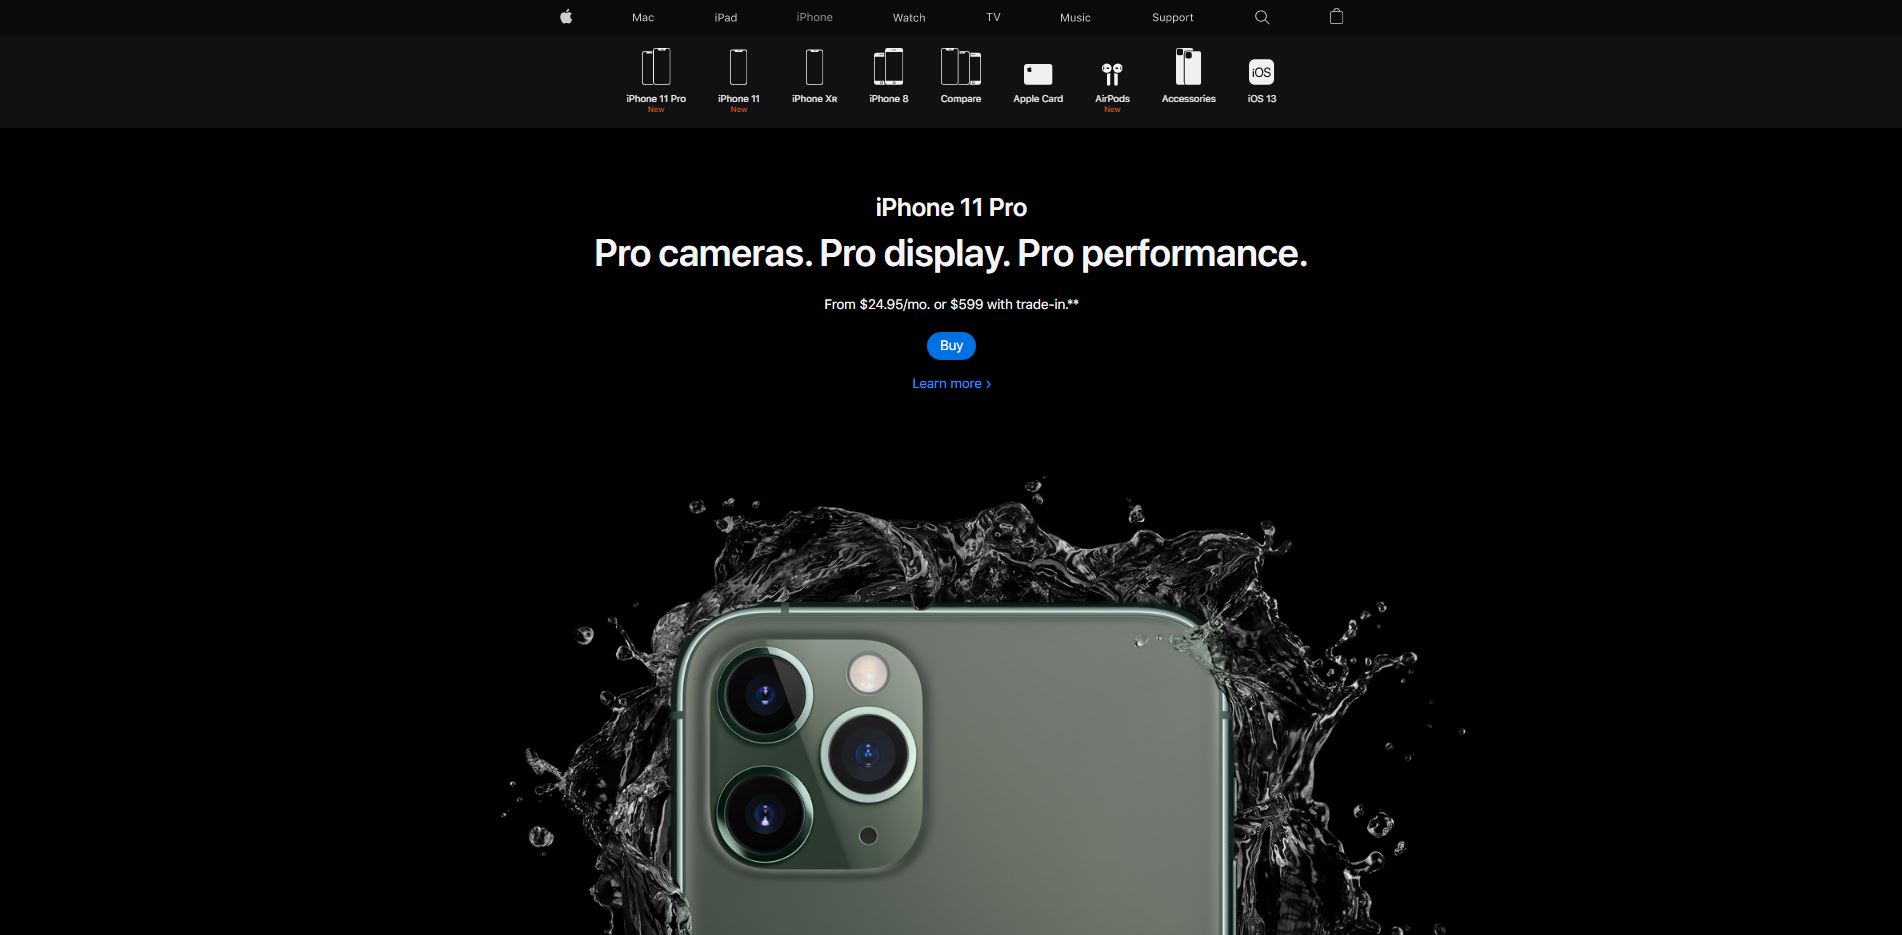 Mac iPad iPhone Watch TV Music Support
iPhone 11 Pro iPhone 11 iPhone XR iPhone 8 Compare Apple Card AirPods Accessories iOS iOS 13
New New New
iPhone 11 Pro
Pro cameras. Pro display. Pro performance.
From $24.95/mo. or $599 with trade-in.**
Buy
Learn more >